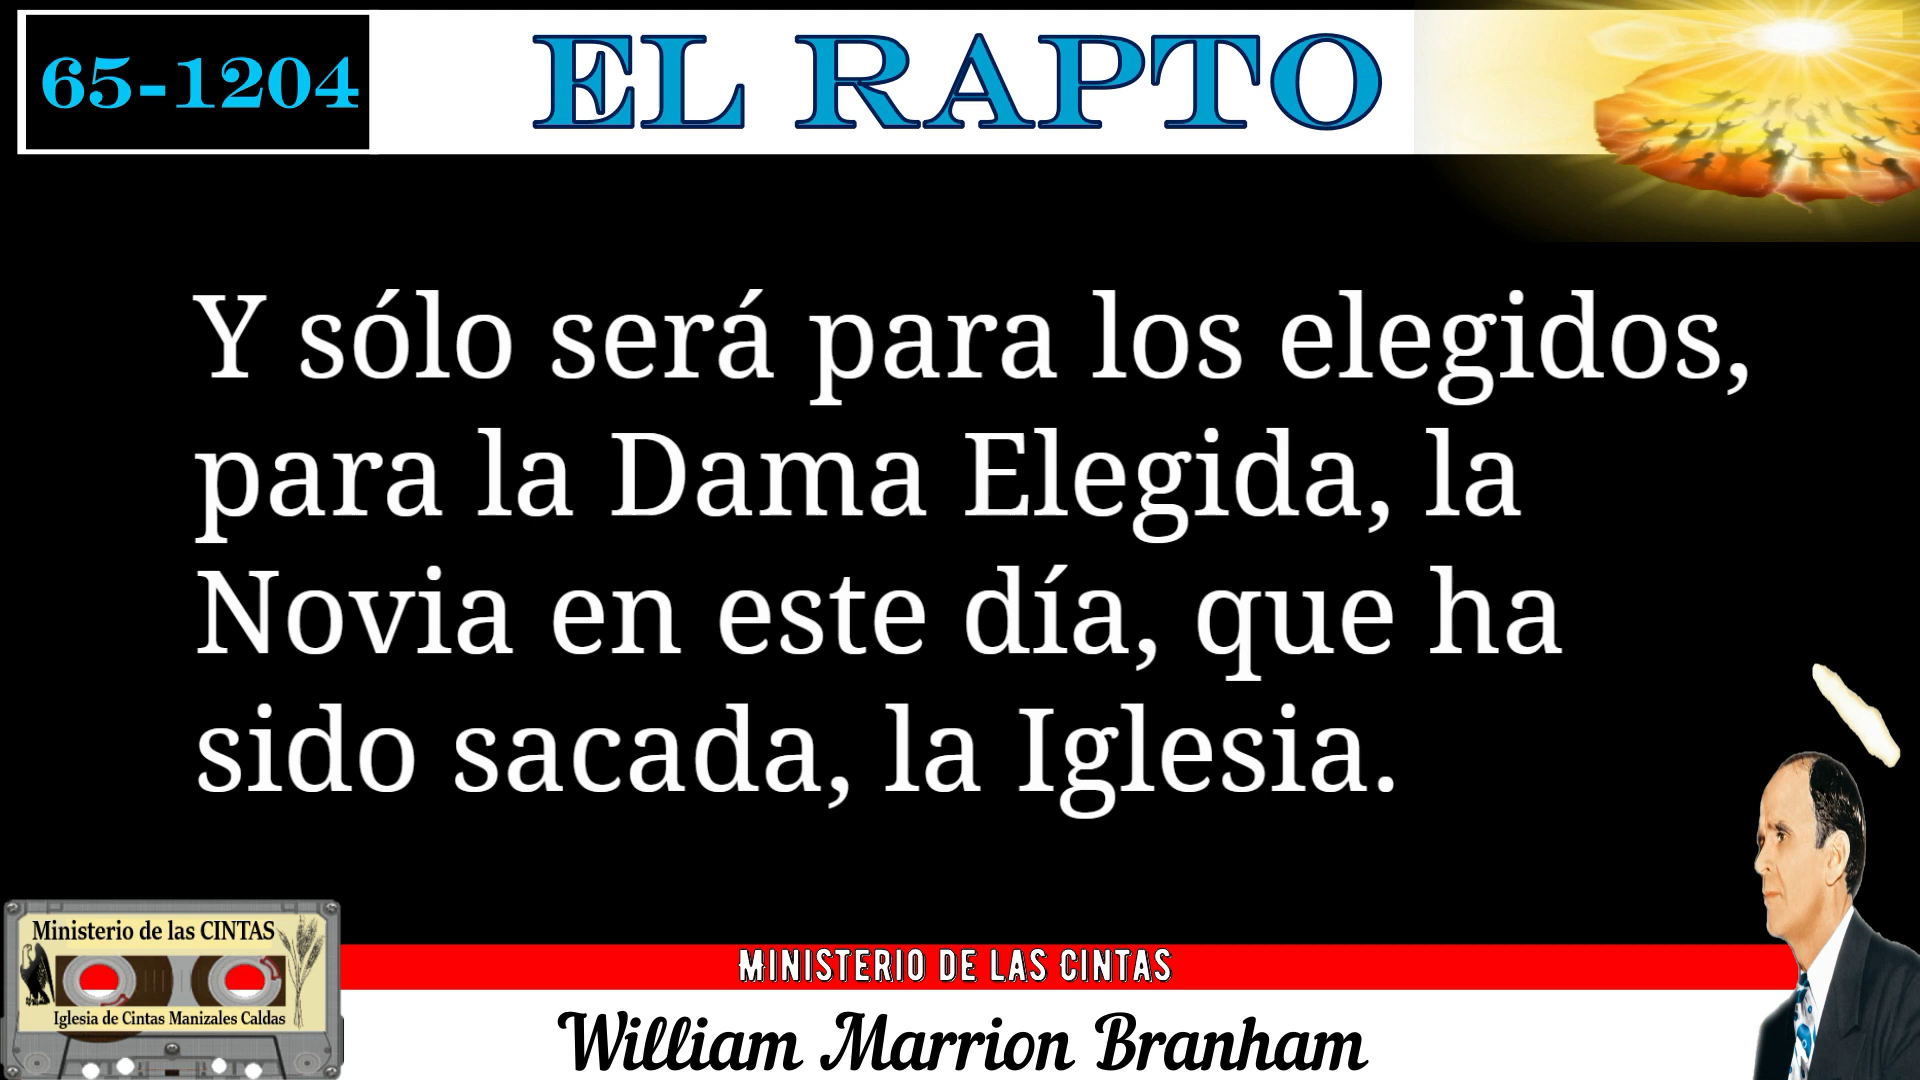 65-1204
EL RAPTO
Y sólo será para los elegidos,
para la Dama Elegida, la
Novia en este día, que ha
sido sacada, la Iglesia.
Ministerio de las CINTAS
Iglesia de Cintas Manizales Caldas
MINISTERIO DE LAS CINTAS
William Marrion Branham